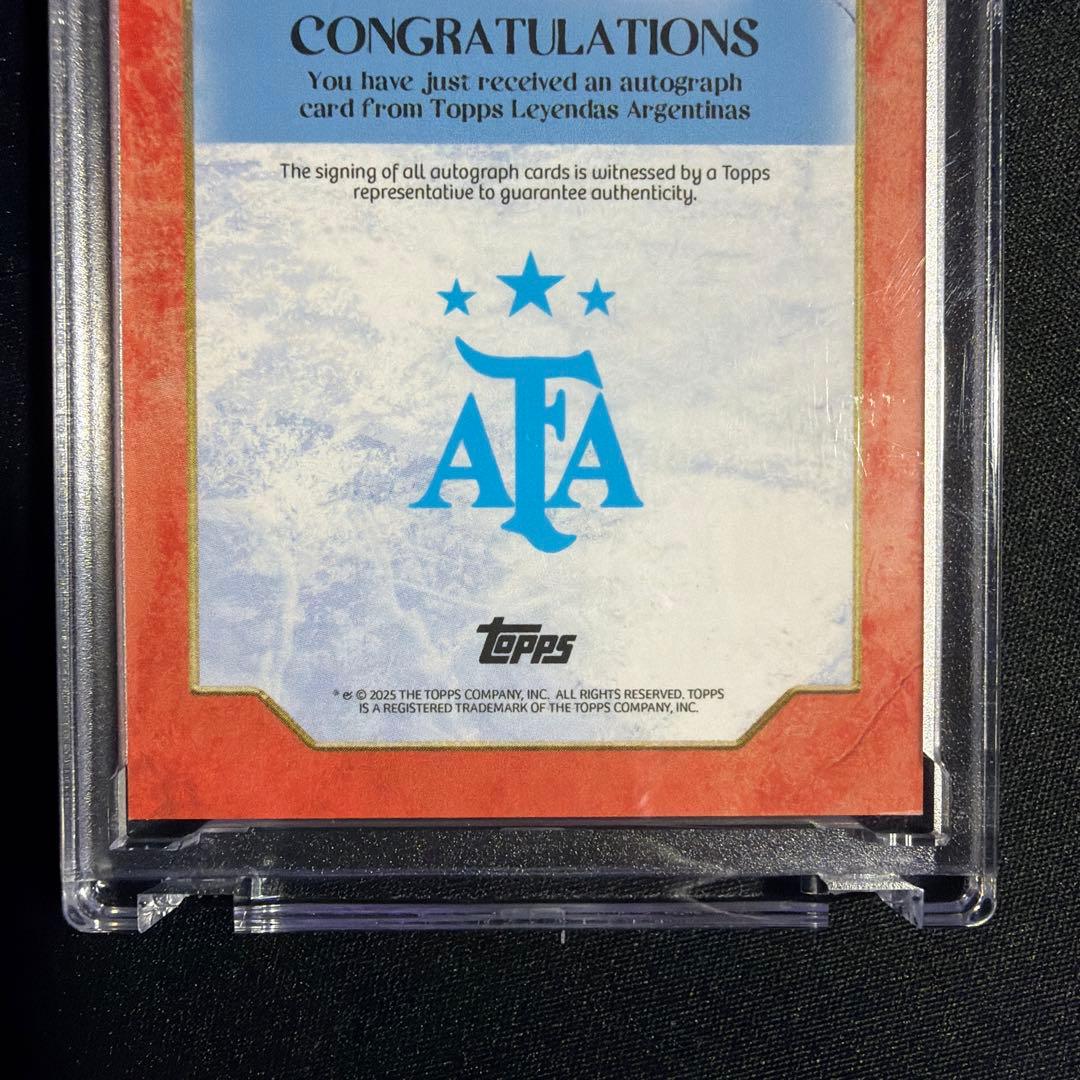 CONGRATULATIONS
You have just received an autograph
card from Topps Leyendas Argentinas
The signing of all autograph cards is witnessed by a Topps
representative to guarantee authenticity.
AFA
topps
* & © 2025 THE TOPPS COMPANY, INC. ALL RIGHTS RESERVED. TOPPS
IS A REGISTERED TRADEMARK OF THE TOPPS COMPANY, INC.